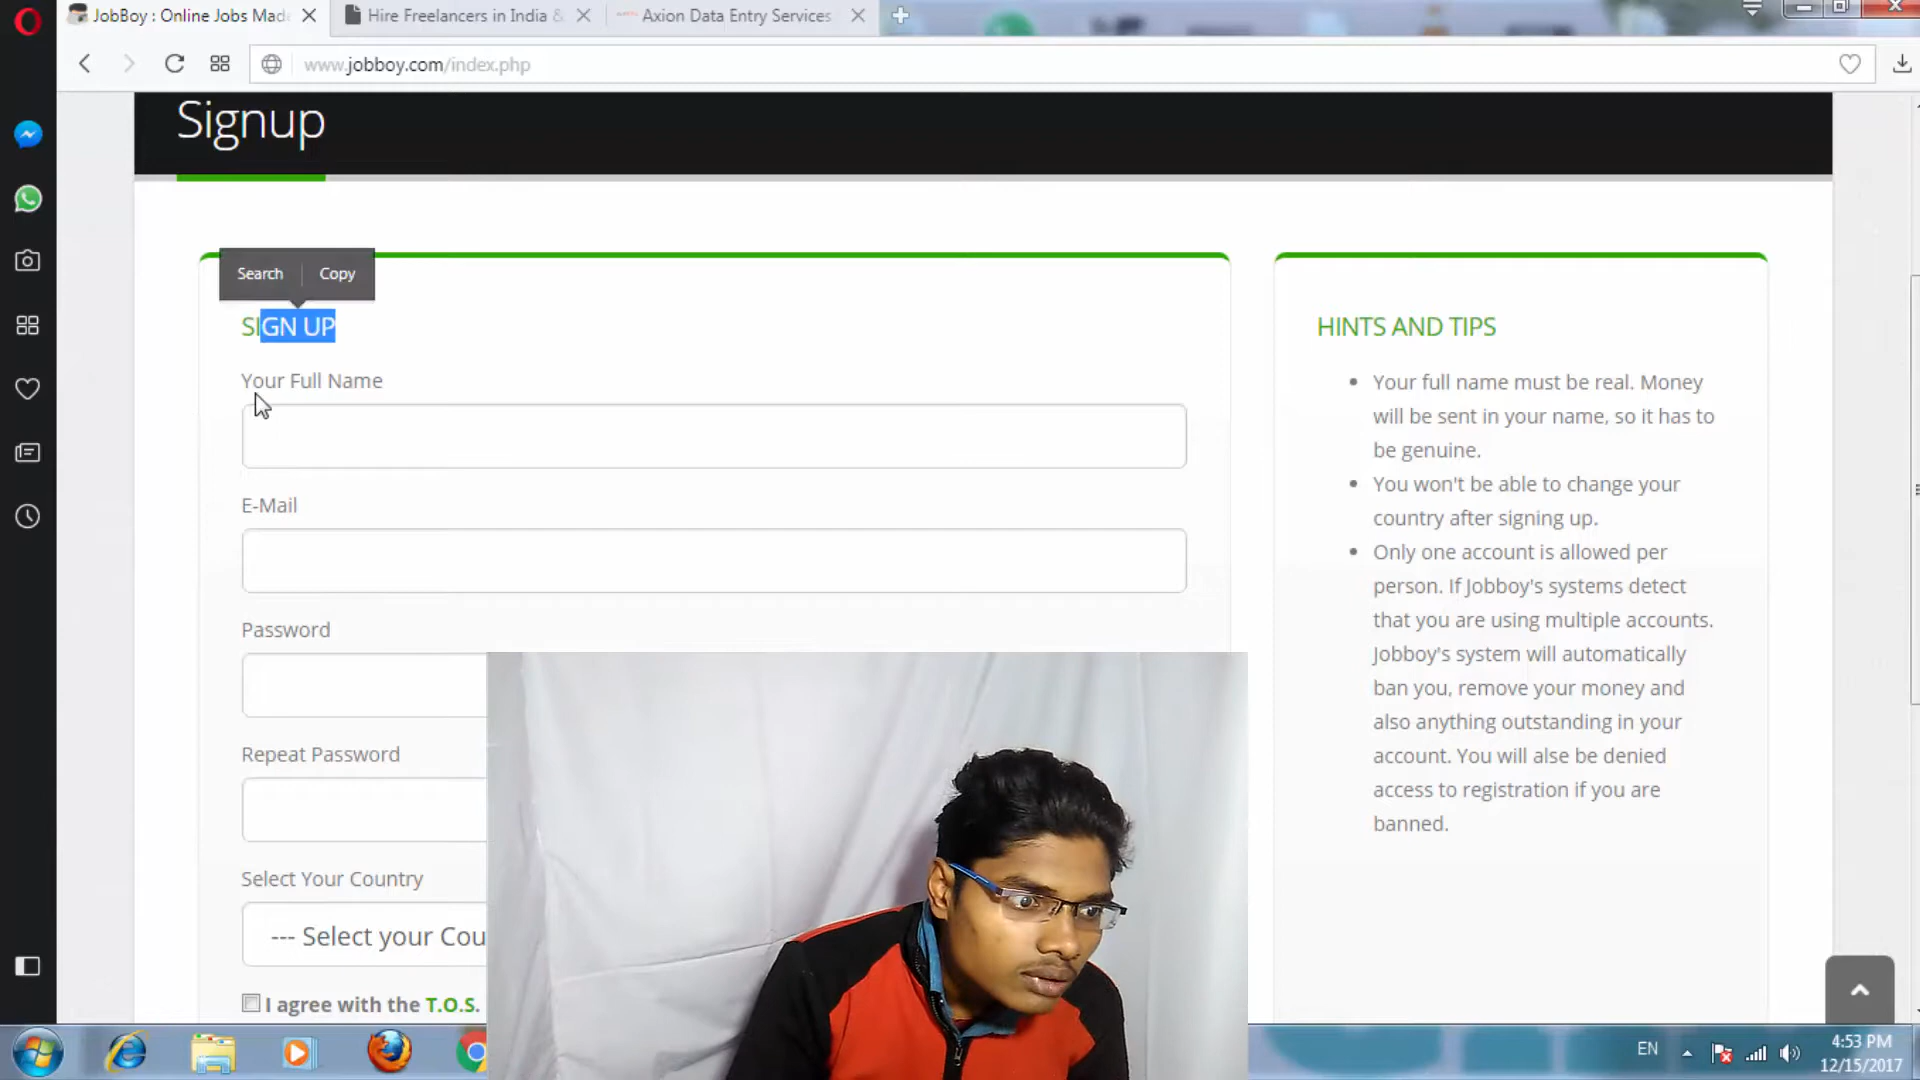 JobBoy : Online Jobs Mad
Hire Freelancers in India &
Axion Data Entry Services
www.jobboy.com/index.php
Signup
Search
Copy
SIGN UP
Your Full Name
E-Mail
Password
Repeat Password
Select Your Country
--- Select your Cou
I agree with the T.O.S.
HINTS AND TIPS
Your full name must be real. Money
will be sent in your name, so it has to
be genuine.
You won't be able to change your
country after signing up.
Only one account is allowed per
person. If Jobboy's systems detect
that you are using multiple accounts.
Jobboy's system will automatically
ban you, remove your money and
also anything outstanding in your
account. You will alse be denied
access to registration if you are
banned.
EN
4:53 PM
12/15/2017